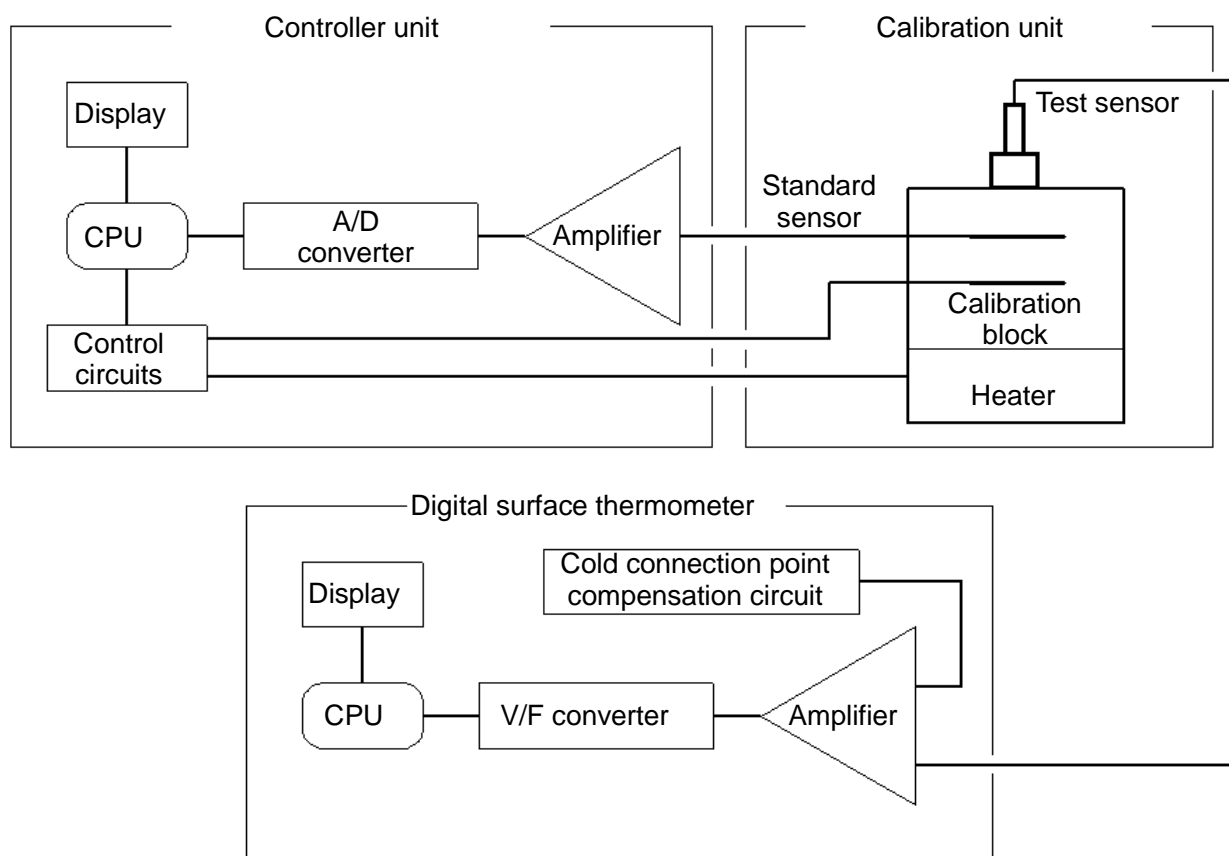 Controller unit
Calibration unit
Display
Test sensor
Standard
sensor
CPU
A/D
converter
Amplifier
Calibration
block
Control
circuits
Heater
Digital surface thermometer
Cold connection point
compensation circuit
Display
CPU
V/F converter
Amplifier